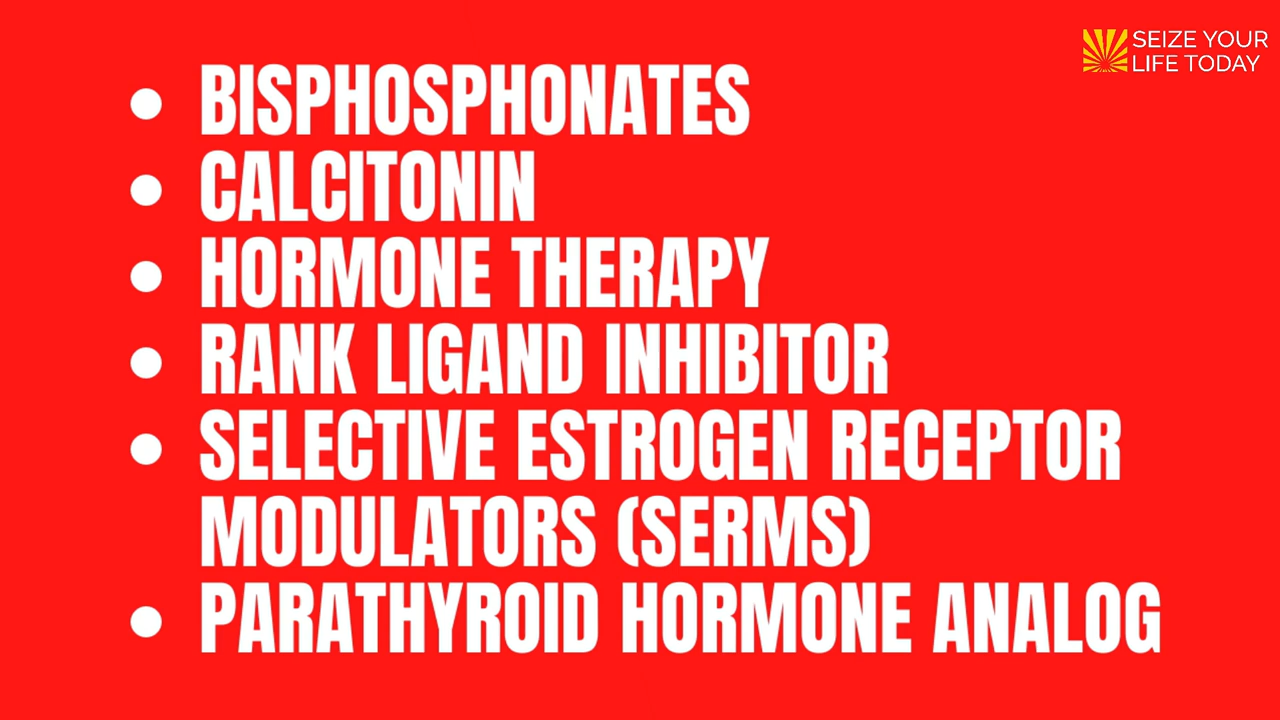 SEIZE YOUR
LIFE TODAY
• BISPHOSPHONATES
• CALCITONIN
• HORMONE THERAPY
• RANK LIGAND INHIBITOR
• SELECTIVE ESTROGEN RECEPTOR
MODULATORS (SERMS)
• PARATHYROID HORMONE ANALOG